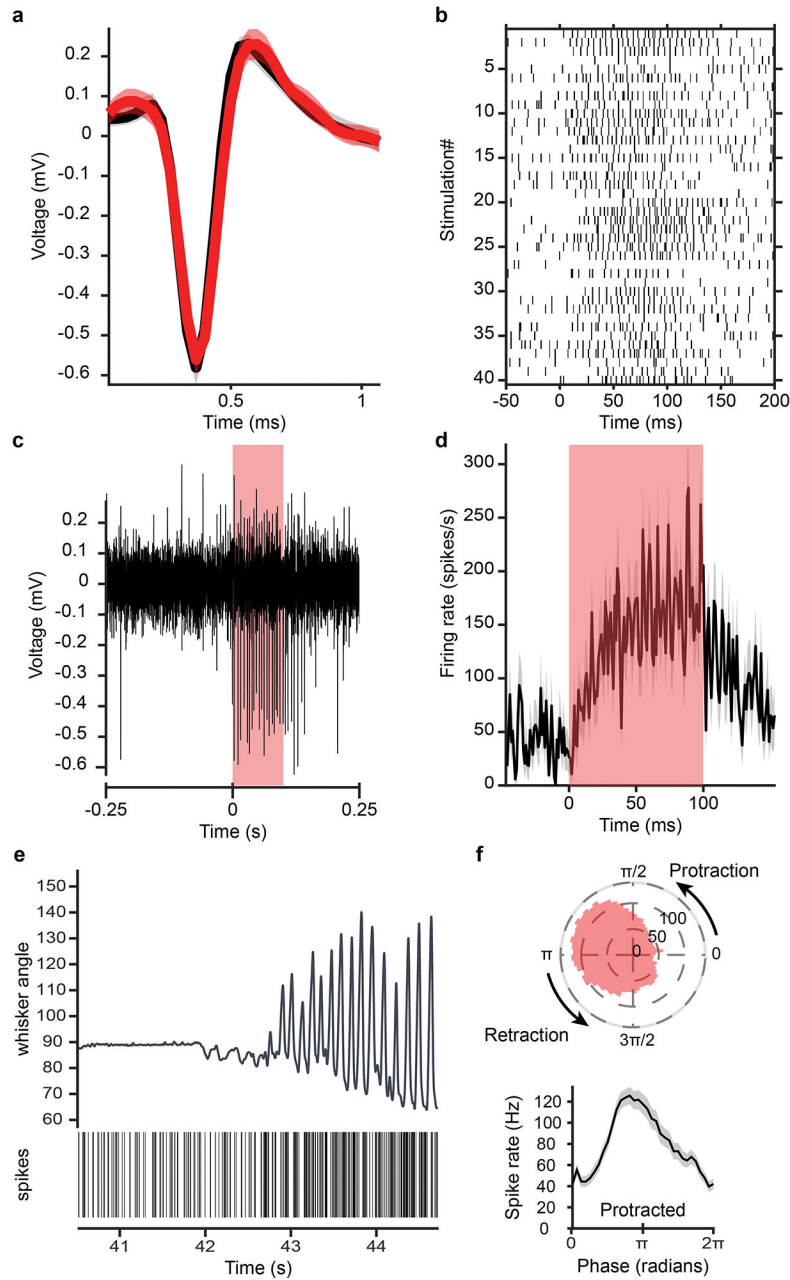 a
0.2
0.1
0
-0.1
-0.2
-0.3
-0.4
-0.5
-0.6
Voltage (mV)
0.5
1
Time (ms)
b
5
10
15
20
25
30
35
40
Stimulation#
-50
0
50
100
150
200
Time (ms)
c
0.2
0.1
0
-0.1
-0.2
-0.3
-0.4
-0.5
-0.6
Voltage (mV)
-0.25
0
0.25
Time (s)
d
300
250
200
150
100
50
0
Firing rate (spikes/s)
0
50
100
Time (ms)
e
150
140
130
120
110
100
90
80
70
60
whisker angle
spikes
41
42
43
44
Time (s)
f
π/2
Protraction
100
50
0
π
0
Retraction
3π/2
120
100
80
60
40
20
0
Spike rate (Hz)
Protracted
0
π
2π
Phase (radians)